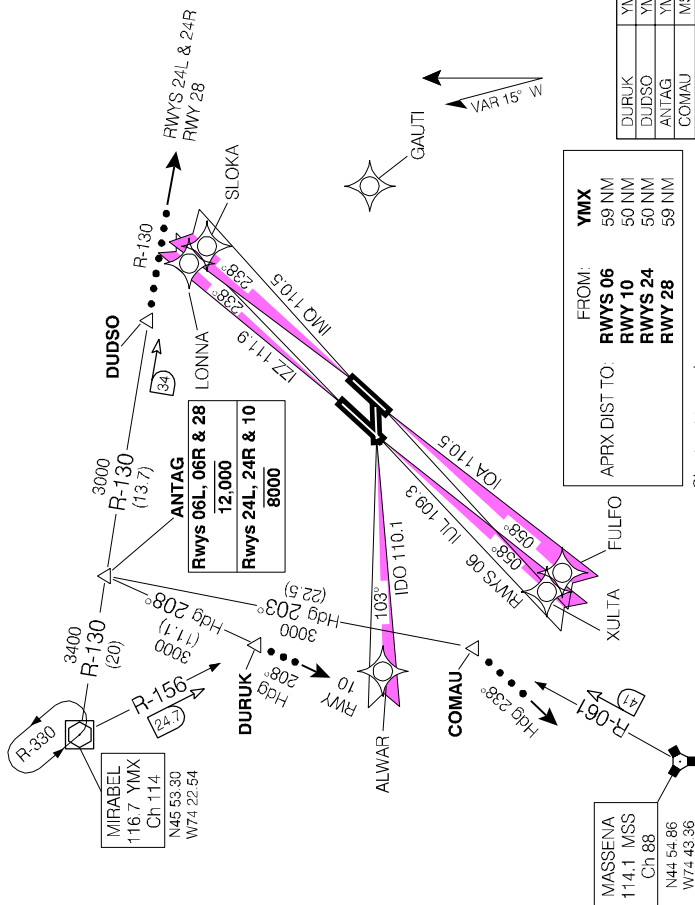 RWYS 24L & 24R
RWY 28
R-130
DUDSO
34
3000
R-130
(13.7)
SLOKA
LONNA
238°
238°
IMQ 110.5
IZZ 111.9
GAUTI
VAR 15° W
ANTAG
Rwys 06L, 06R & 28
12,000
Rwys 24L, 24R & 10
8000
3400
R-130
(20)
R-330
MIRABEL
116.7 YMX
Ch 114
N45 53.30
W74 22.54
R-156
24.7
Hdg 208°
3000
(11.1)
Hdg 203°
3000
(22.5)
DURUK
Hdg
208°
RWY
10
ALWAR
103°
IDO 110.1
COMAU
Hdg 238°
R-061
41
MASSENA
114.1 MSS
Ch 88
N44 54.86
W74 43.36
RWYS 06
IUL 109.3
IOA 110.5
058°
058°
XULTA
FULFO
FROM: YMX
APRX DIST TO: RWYS 06 59 NM
RWY 10 50 NM
RWYS 24 50 NM
RWY 28 59 NM
DURUK YM
DUDSO YM
ANTAG YM
COMAU MS